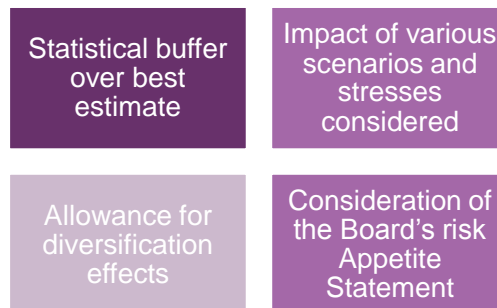 Statistical buffer
over best
estimate
Impact of various
scenarios and
stresses
considered
Allowance for
diversification
effects
Consideration of
the Board's risk
Appetite
Statement